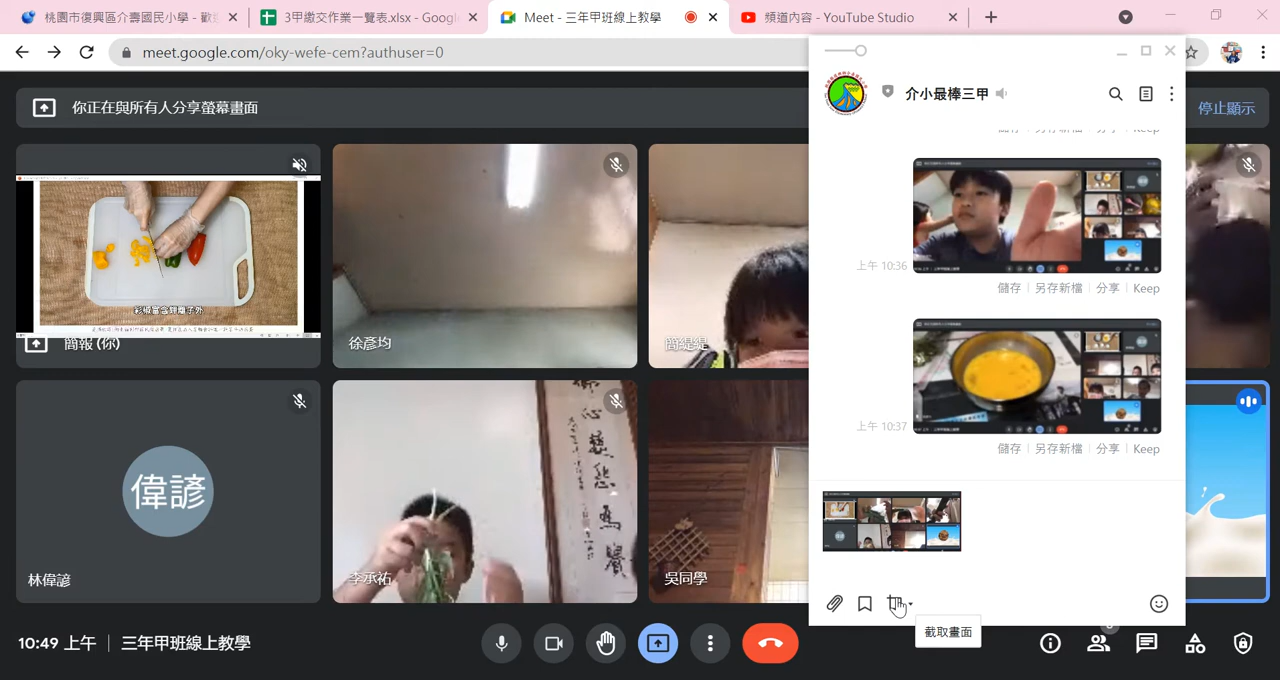 桃園市復興區介壽國民小學 - 歡
3甲繳交作業一覽表.xlsx - Googl
Meet - 三年甲班線上教學
頻道內容 - YouTube Studio
meet.google.com/oky-wefe-cem?authuser=0
你正在與所有人分享螢幕畫面
介小最棒三甲
停止顯示
上午 10:36
儲存
另存新檔
分享
Keep
彩椒富含鉀離子外
簡報 (你)
徐彥均
簡緹緹
上午 10:37
儲存
另存新檔
分享
Keep
偉諺
林偉諺
李承祐
吳同學
截取畫面
10:49 上午
三年甲班線上教學